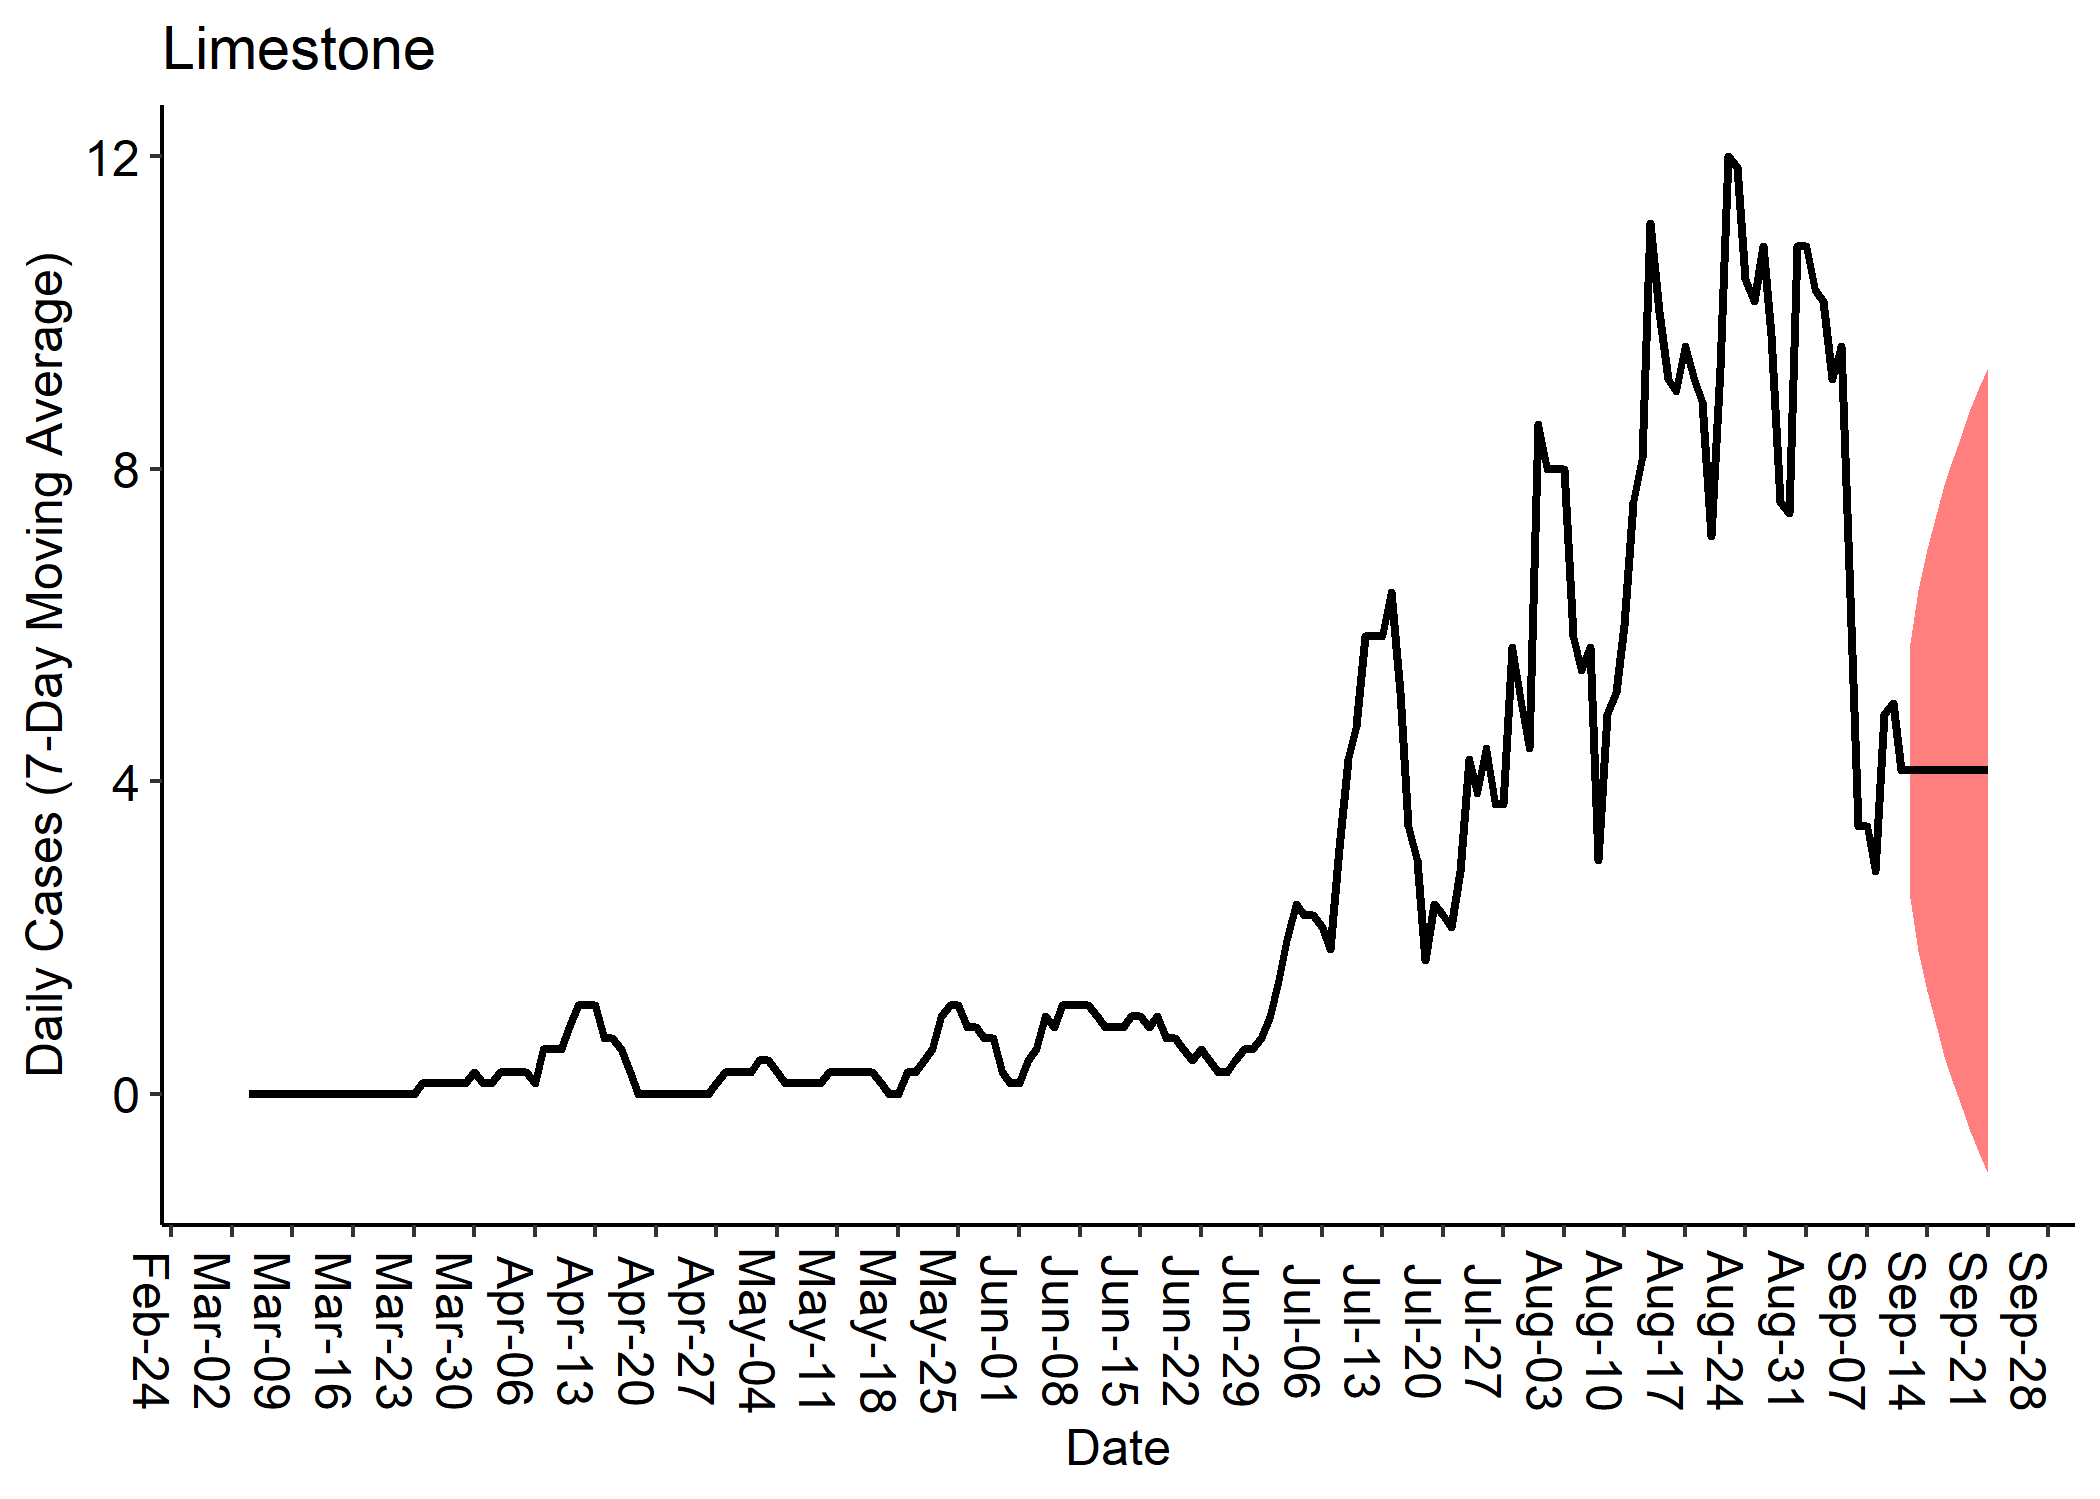 Limestone
Daily Cases (7-Day Moving Average)
12
8
4
0
Feb-24
Mar-02
Mar-09
Mar-16
Mar-23
Mar-30
Apr-06
Apr-13
Apr-20
Apr-27
May-04
May-11
May-18
May-25
Jun-01
Jun-08
Jun-15
Jun-22
Jun-29
Jul-06
Jul-13
Jul-20
Jul-27
Aug-03
Aug-10
Aug-17
Aug-24
Aug-31
Sep-07
Sep-14
Sep-21
Sep-28
Date